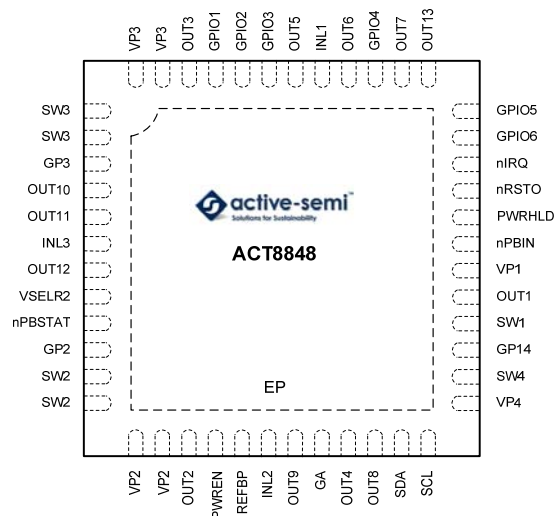 VP3
VP3
OUT3
GPIO1
GPIO2
GPIO3
OUT5
INL1
OUT6
GPIO4
OUT7
OUT13
SW3
SW3
GP3
OUT10
OUT11
INL3
OUT12
VSELR2
nPBSTAT
GP2
SW2
SW2
active-semi™
Solutions for Sustainability
ACT8848
EP
GPIO5
GPIO6
nIRQ
nRSTO
PWRHLD
nPBIN
VP1
OUT1
SW1
GP14
SW4
VP4
VP2
VP2
OUT2
PWREN
REFBP
INL2
OUT9
GA
OUT4
OUT8
SDA
SCL